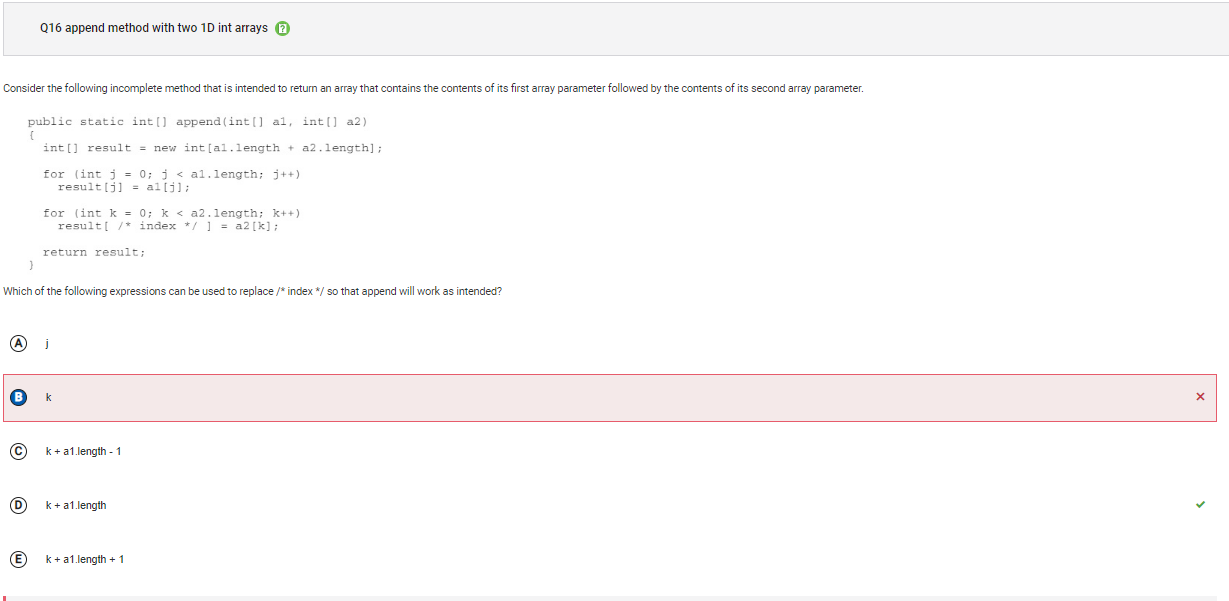 Q16 append method with two 1D int arrays
Consider the following incomplete method that is intended to return an array that contains the contents of its first array parameter followed by the contents of its second array parameter.
public static int[] append(int[] a1, int[] a2)
{
int[] result = new int[a1.length + a2.length];
for (int j = 0; j < a1.length; j++)
result[j] = a1[j];
for (int k = 0; k < a2.length; k++)
result[ /* index */ ] = a2[k];
return result;
}
Which of the following expressions can be used to replace /* index */ so that append will work as intended?
A j
B k
C k + a1.length - 1
D k + a1.length
E k + a1.length + 1